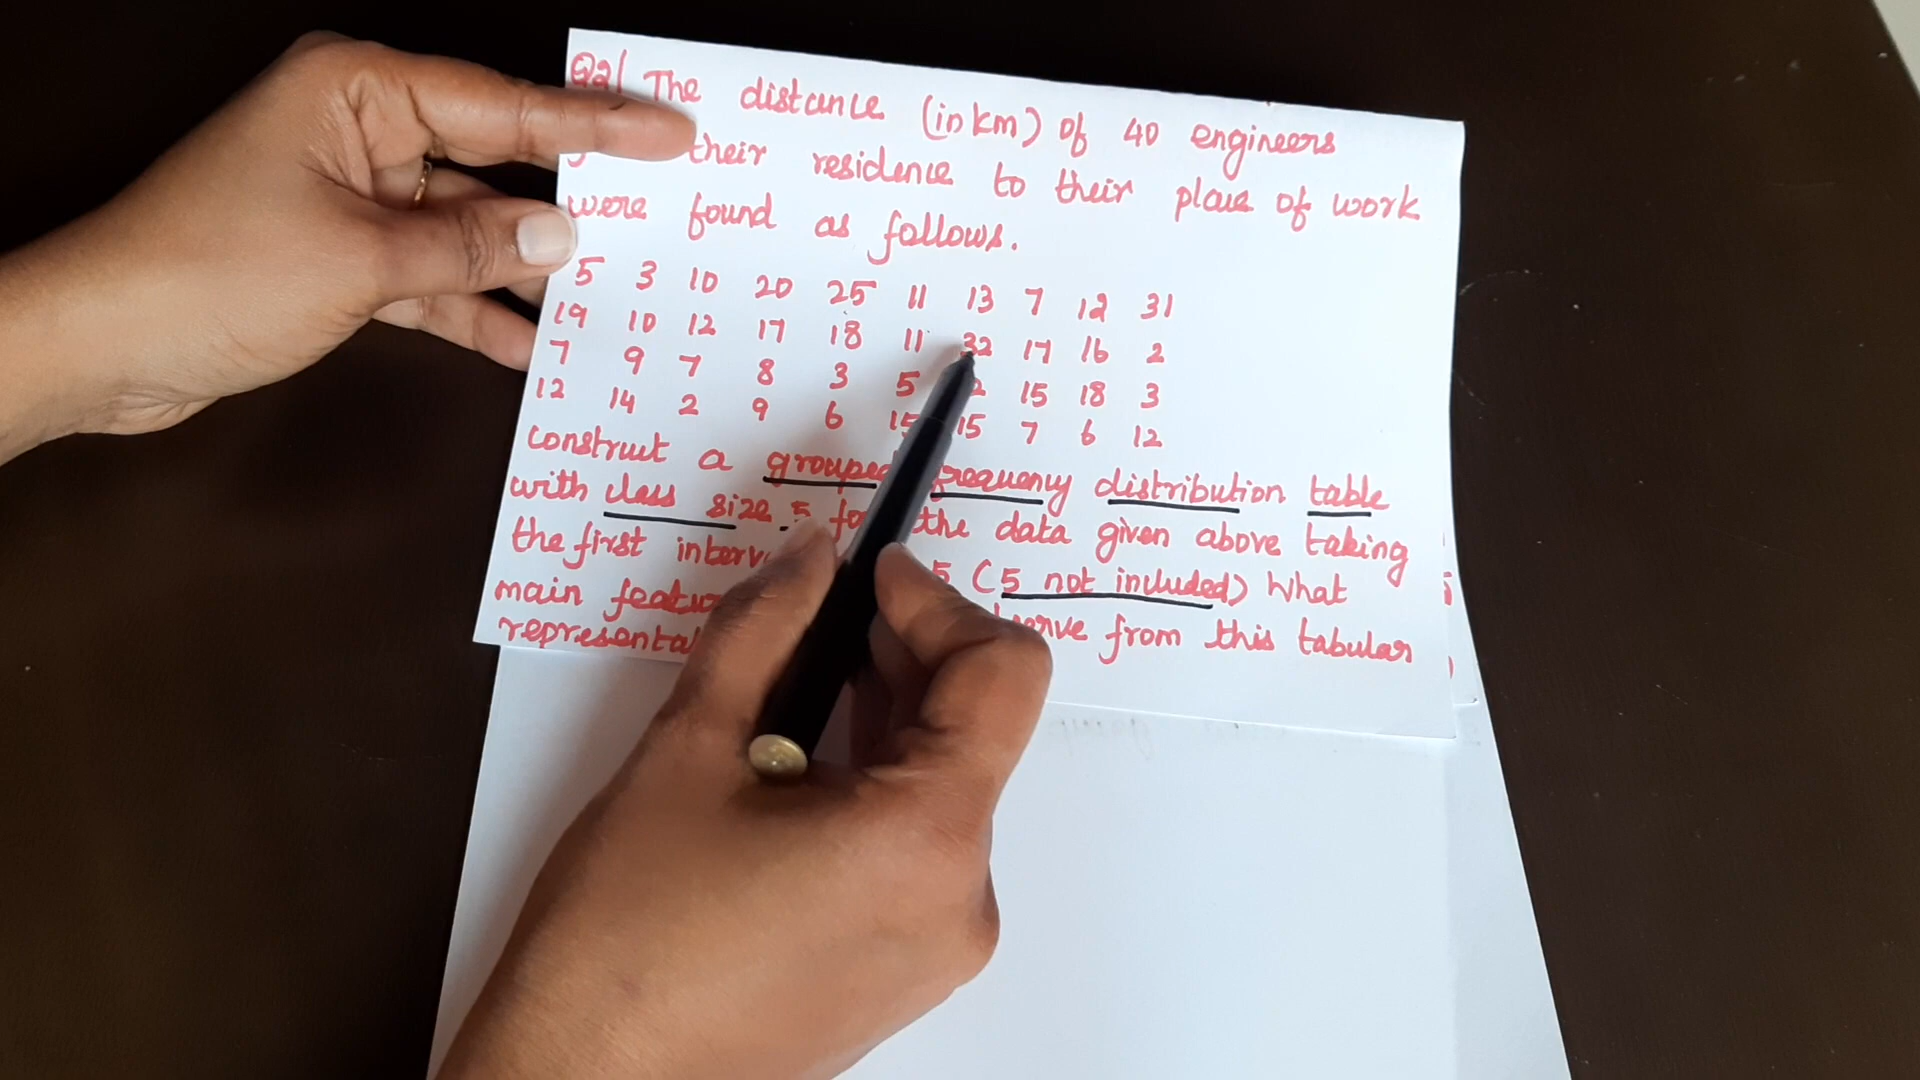 Q2/ The distance (in km) of 40 engineers
their residence to their place of work
were found as follows.
5 3 10 20 25 11 13 7 12 31
19 10 12 17 18 11 32 17 16 2
7 9 7 8 3 5 2 15 18 3
12 14 2 9 6 15 15 7 6 12
construct a grouped frequency distribution table
with class size 5 for the data given above taking
the first 5 (5 not included) What
main from this tabular